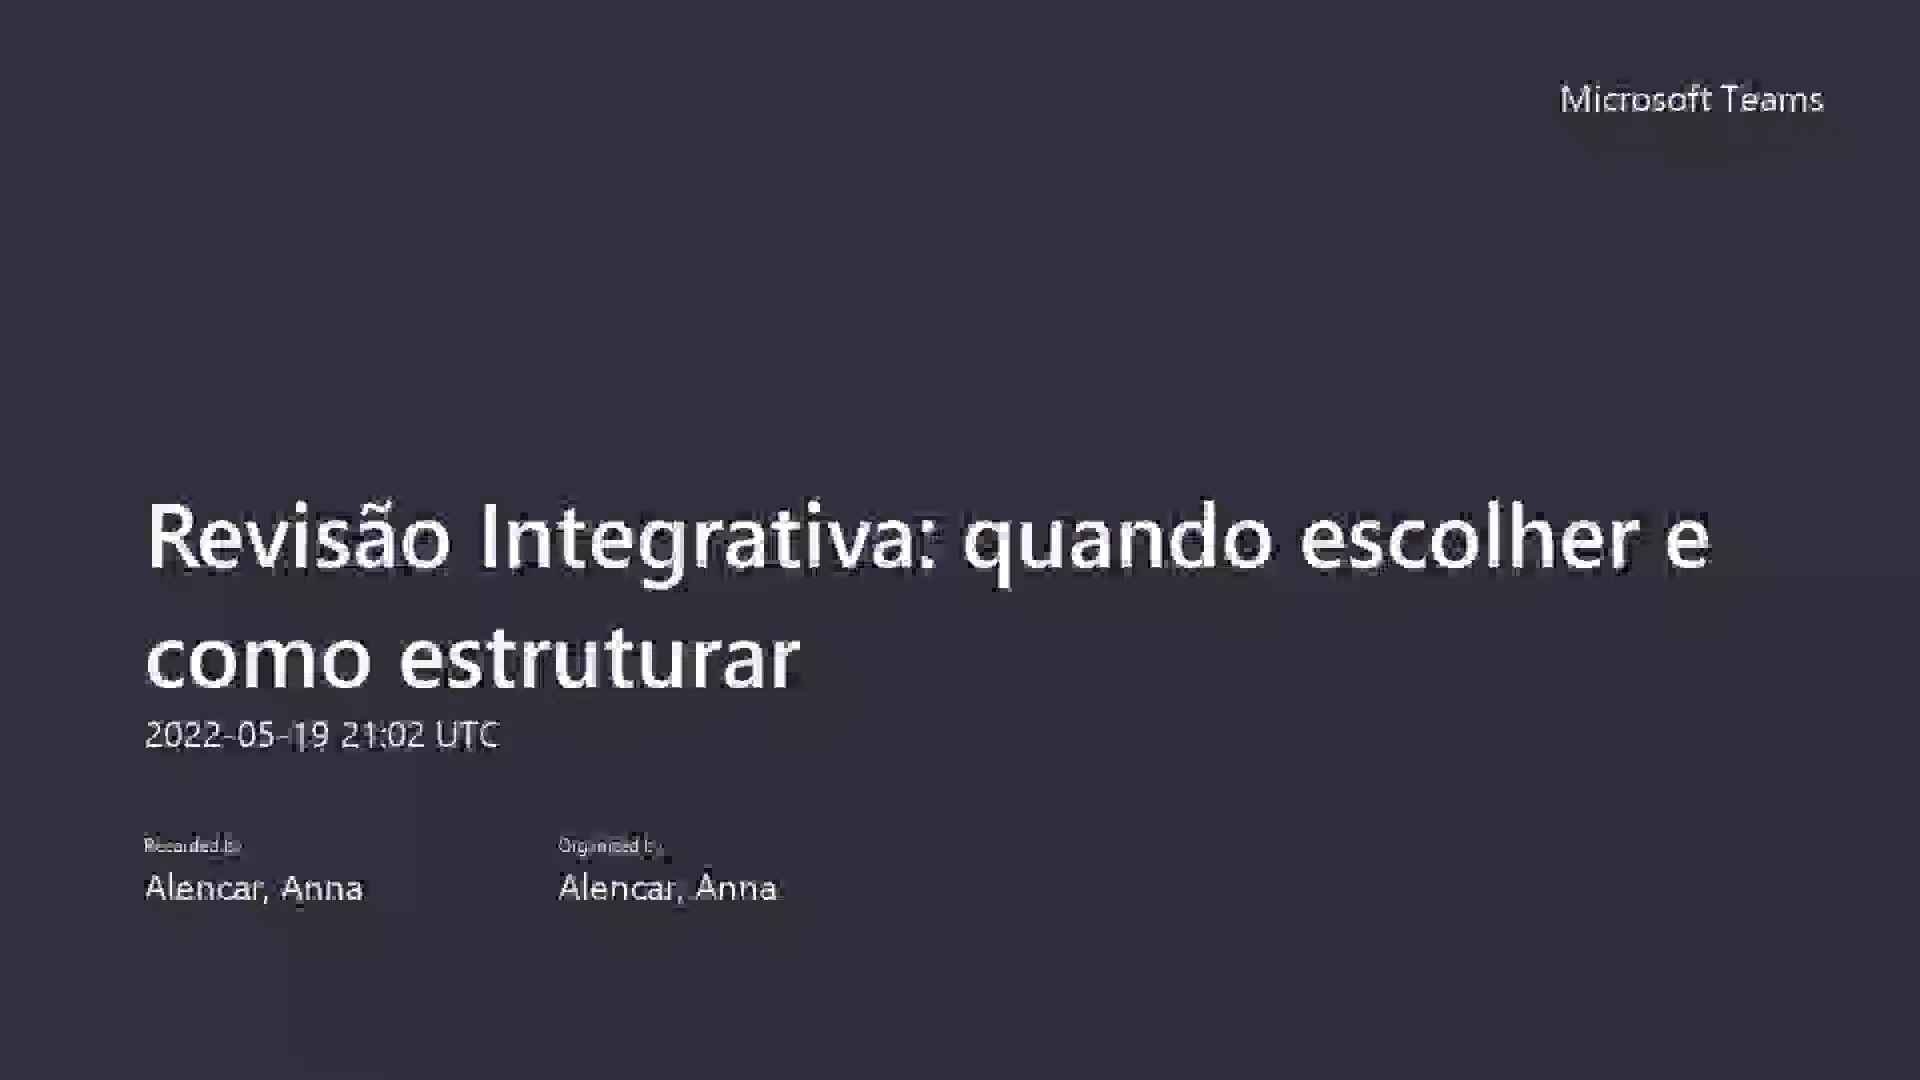 Microsoft Teams
Revisão Integrativa: quando escolher e
como estruturar
2022-05-19 21:02 UTC
Recorded by
Organized by
Alencar, Anna
Alencar, Anna